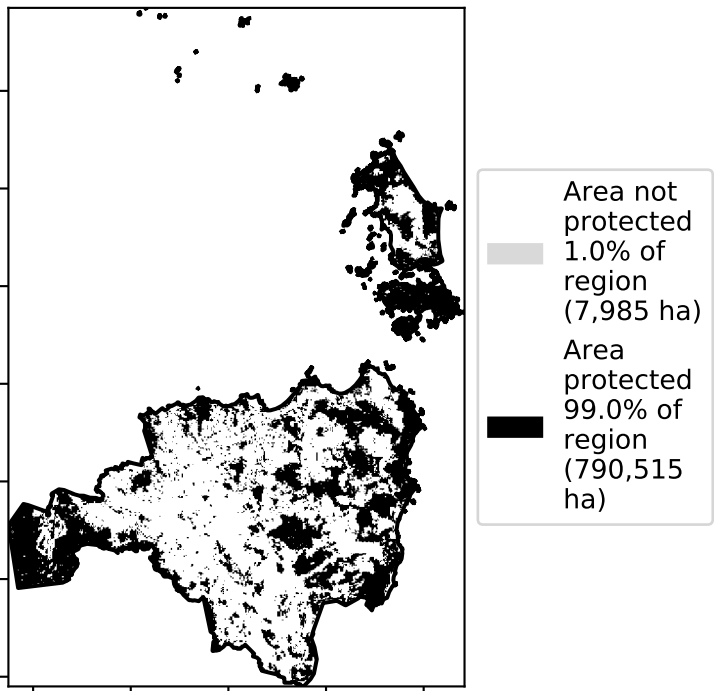 Area not
protected
1.0% of
region
(7,985 ha)
Area
protected
99.0% of
region
(790,515
ha)